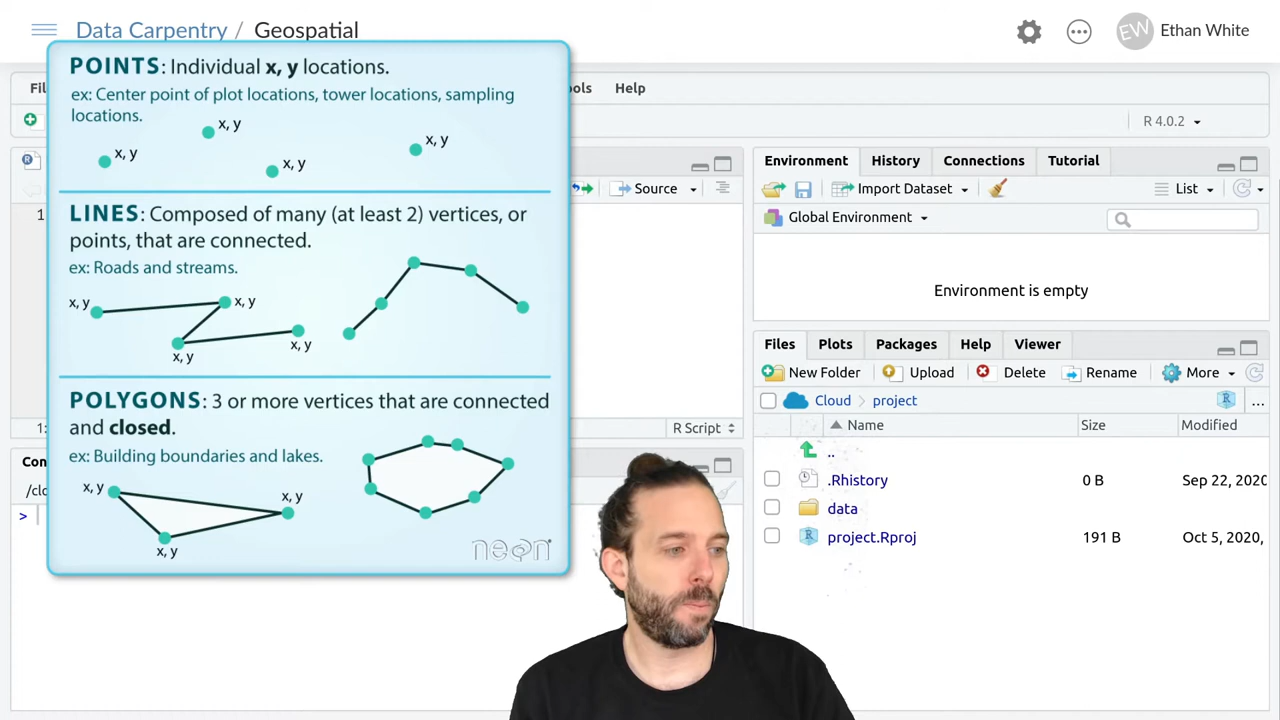 Data Carpentry / Geospatial
EW Ethan White
POINTS: Individual x, y locations.
ex: Center point of plot locations, tower locations, sampling
locations.
x, y
x, y
x, y
x, y
LINES: Composed of many (at least 2) vertices, or
points, that are connected.
ex: Roads and streams.
x, y
x, y
x, y
x, y
POLYGONS: 3 or more vertices that are connected
and closed.
ex: Building boundaries and lakes.
x, y
x, y
x, y
neon
Help
R 4.0.2
Source
1
R Script
>
Environment History Connections Tutorial
Import Dataset
List
Global Environment
Environment is empty
Files Plots Packages Help Viewer
New Folder Upload Delete Rename More
Cloud project R ...
Name Size Modified
..
.Rhistory 0 B Sep 22, 2020
data
project.Rproj 191 B Oct 5, 2020,